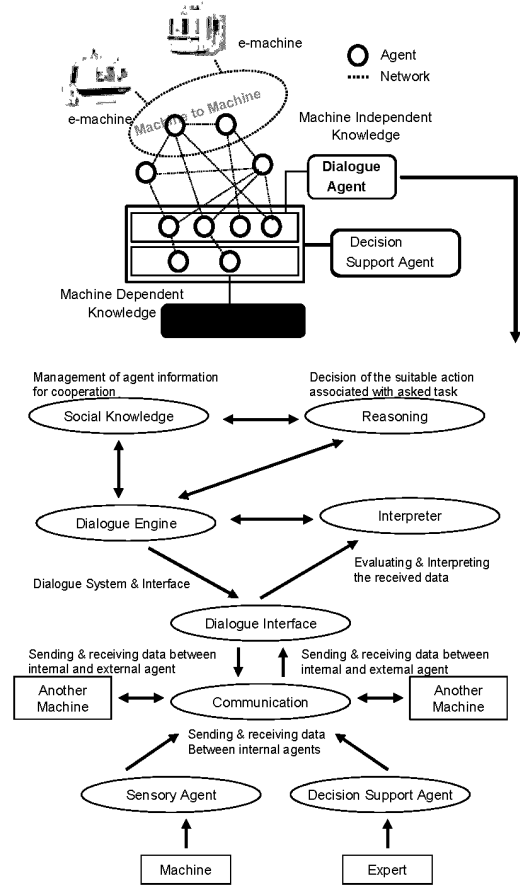 e-machine
Agent
Network
e-machine
Machine to Machine
Machine Independent
Knowledge
Dialogue
Agent
Decision
Support Agent
Machine Dependent
Knowledge
Management of agent information
for cooperation
Decision of the suitable action
associated with asked task
Social Knowledge
Reasoning
Dialogue Engine
Interpreter
Dialogue System & Interface
Evaluating & Interpreting
the received data
Dialogue Interface
Sending & receiving data between
internal and external agent
Sending & receiving data between
internal and external agent
Another
Machine
Communication
Another
Machine
Sending & receiving data
Between internal agents
Sensory Agent
Decision Support Agent
Machine
Expert